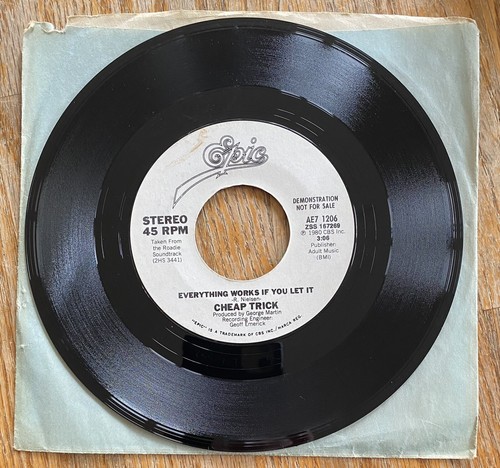 Epic
DEMONSTRATION
NOT FOR SALE
STEREO
45 RPM
Taken From
the Roadie
Soundtrack
(2HS 3441)
AE7 1206
ZSS 167269
℗ 1980 CBS Inc.
3:06
Publisher:
Adult Music
(BMI)
EVERYTHING WORKS IF YOU LET IT
-R. Nielsen-
CHEAP TRICK
Produced by George Martin
Recording Engineer:
Geoff Emerick
"EPIC" IS A TRADEMARK OF CBS INC./MARCA REG.